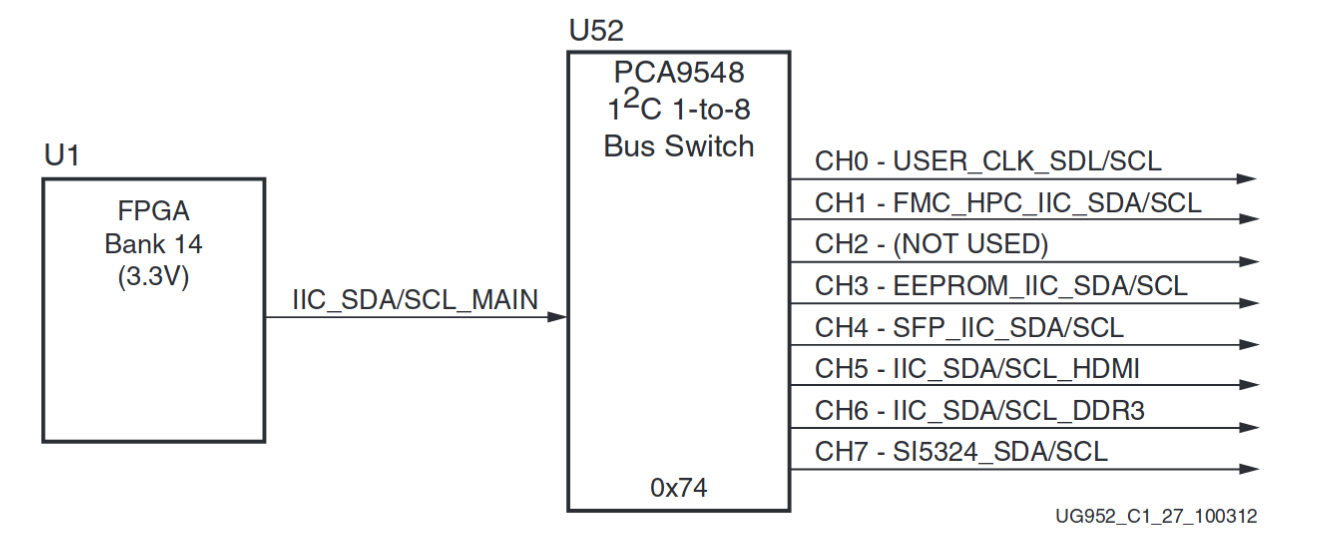 U52
PCA9548
1²C 1-to-8
Bus Switch
U1
FPGA
Bank 14
(3.3V)
IIC_SDA/SCL_MAIN
CH0 - USER_CLK_SDL/SCL
CH1 - FMC_HPC_IIC_SDA/SCL
CH2 - (NOT USED)
CH3 - EEPROM_IIC_SDA/SCL
CH4 - SFP_IIC_SDA/SCL
CH5 - IIC_SDA/SCL_HDMI
CH6 - IIC_SDA/SCL_DDR3
CH7 - SI5324_SDA/SCL
0x74
UG952_C1_27_100312